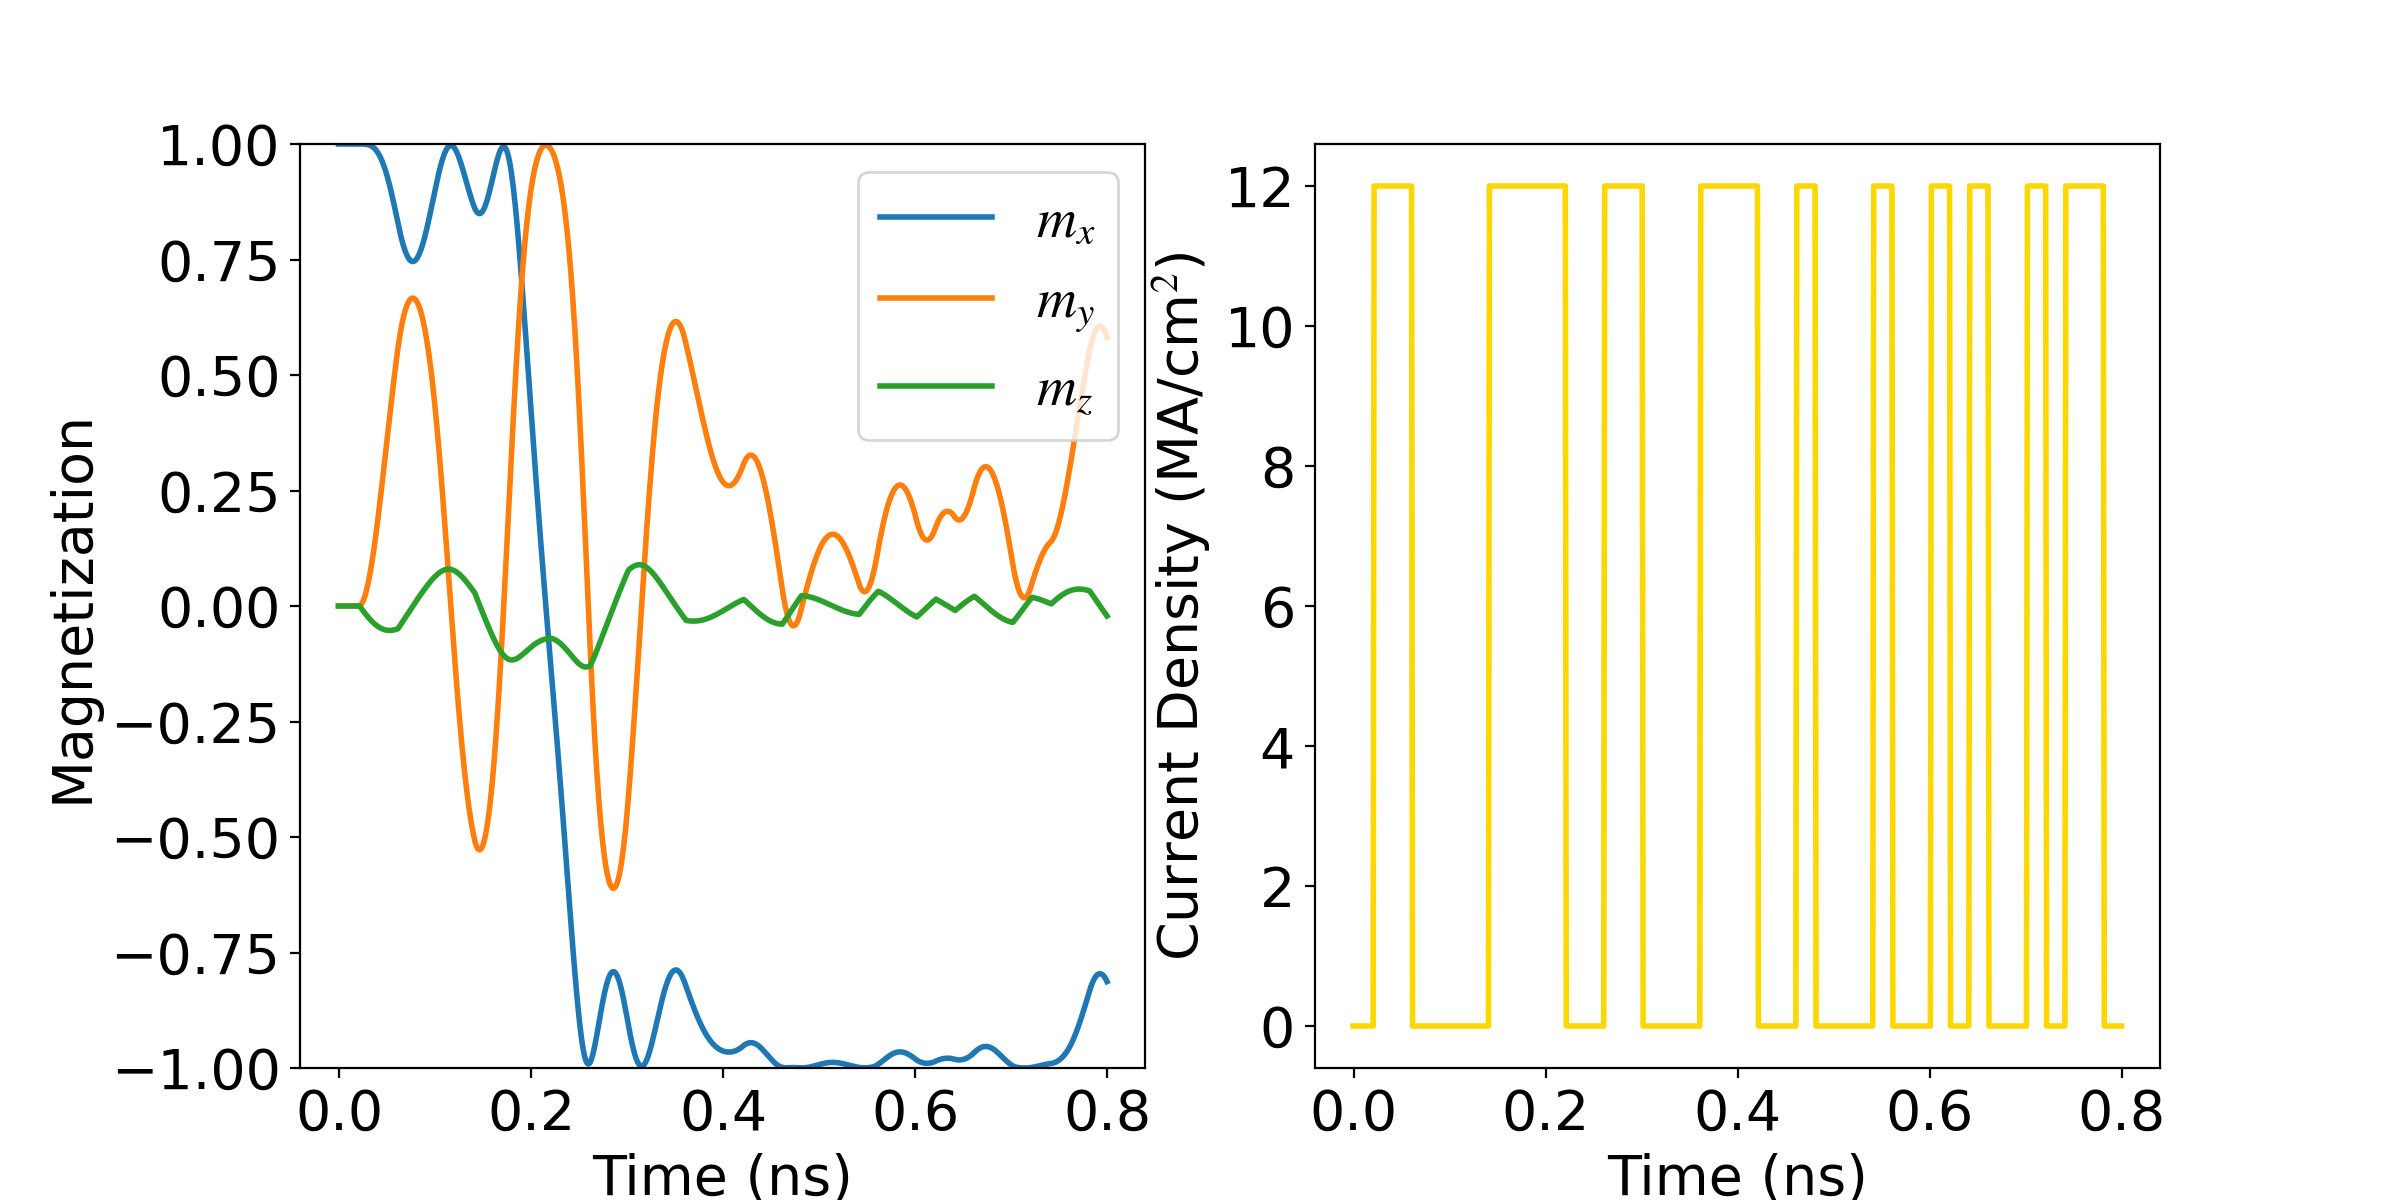 1.00
0.75
0.50
0.25
0.00
−0.25
−0.50
−0.75
−1.00
Magnetization
0.0 0.2 0.4 0.6 0.8
Time (ns)
m_x
m_y
m_z
12
10
8
6
4
2
0
Current Density (MA/cm²)
0.0 0.2 0.4 0.6 0.8
Time (ns)